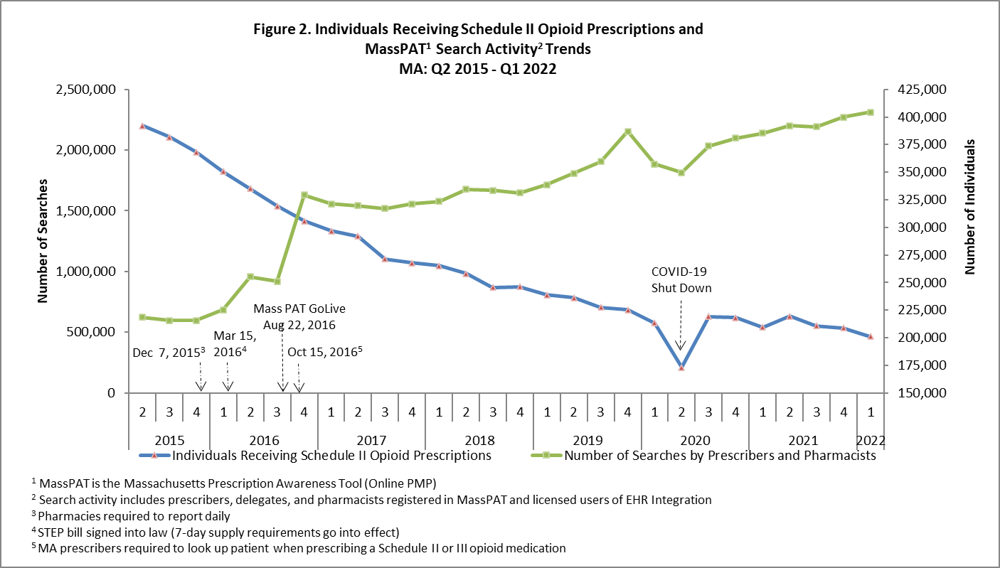 Figure 2. Individuals Receiving Schedule II Opioid Prescriptions and
MassPAT¹ Search Activity² Trends
MA: Q2 2015 - Q1 2022
Number of Searches
2,500,000
2,000,000
1,500,000
1,000,000
500,000
0
Number of Individuals
425,000
400,000
375,000
350,000
325,000
300,000
275,000
250,000
225,000
200,000
175,000
150,000
COVID-19
Shut Down
Mass PAT GoLive
Aug 22, 2016
Mar 15,
2016⁴
Dec 7, 2015³
Oct 15, 2016⁵
2 3 4 1 2 3 4 1 2 3 4 1 2 3 4 1 2 3 4 1 2 3 4 1 2 3 4 1
2015 2016 2017 2018 2019 2020 2021 2022
Individuals Receiving Schedule II Opioid Prescriptions
Number of Searches by Prescribers and Pharmacists
¹ MassPAT is the Massachusetts Prescription Awareness Tool (Online PMP)
² Search activity includes prescribers, delegates, and pharmacists registered in MassPAT and licensed users of EHR Integration
³ Pharmacies required to report daily
⁴ STEP bill signed into law (7-day supply requirements go into effect)
⁵ MA prescribers required to look up patient when prescribing a Schedule II or III opioid medication